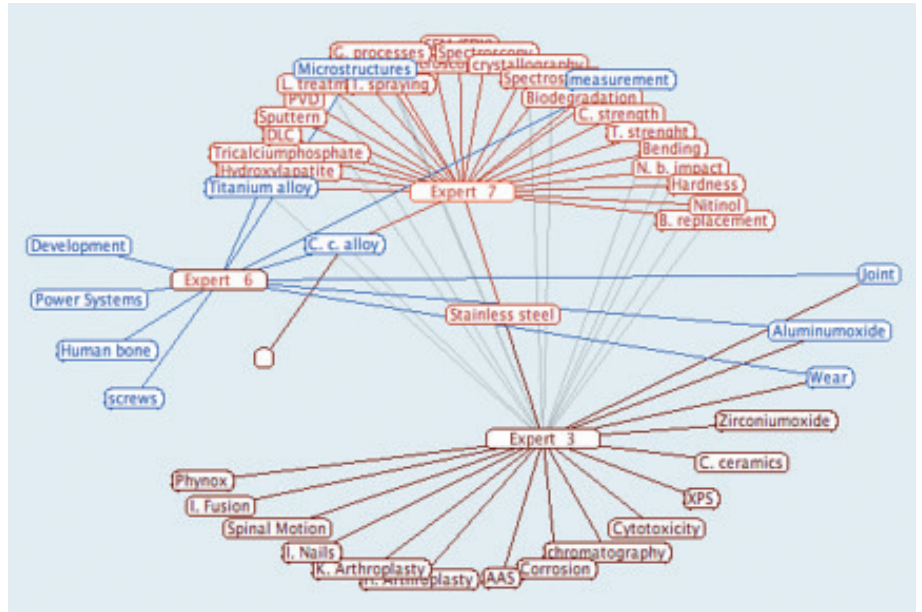 G. processes
Spectroscopy
crystallography
Microstructures
Spectros
measurement
L. treatm
T. spraying
PVD
Biodegradation
Sputtern
C. strength
DLC
T. strenght
Tricalciumphosphate
Bending
Hydroxylapatite
N. b. impact
Titanium alloy
Expert 7
Hardness
Nitinol
B. replacement
Development
C. c. alloy
Expert 6
Joint
Power Systems
Stainless steel
Aluminumoxide
Human bone
Wear
screws
Zirconiumoxide
Expert 3
C. ceramics
Phynox
XPS
I. Fusion
Spinal Motion
Cytotoxicity
I. Nails
chromatography
K. Arthroplasty
Arthroplasty
AAS
Corrosion